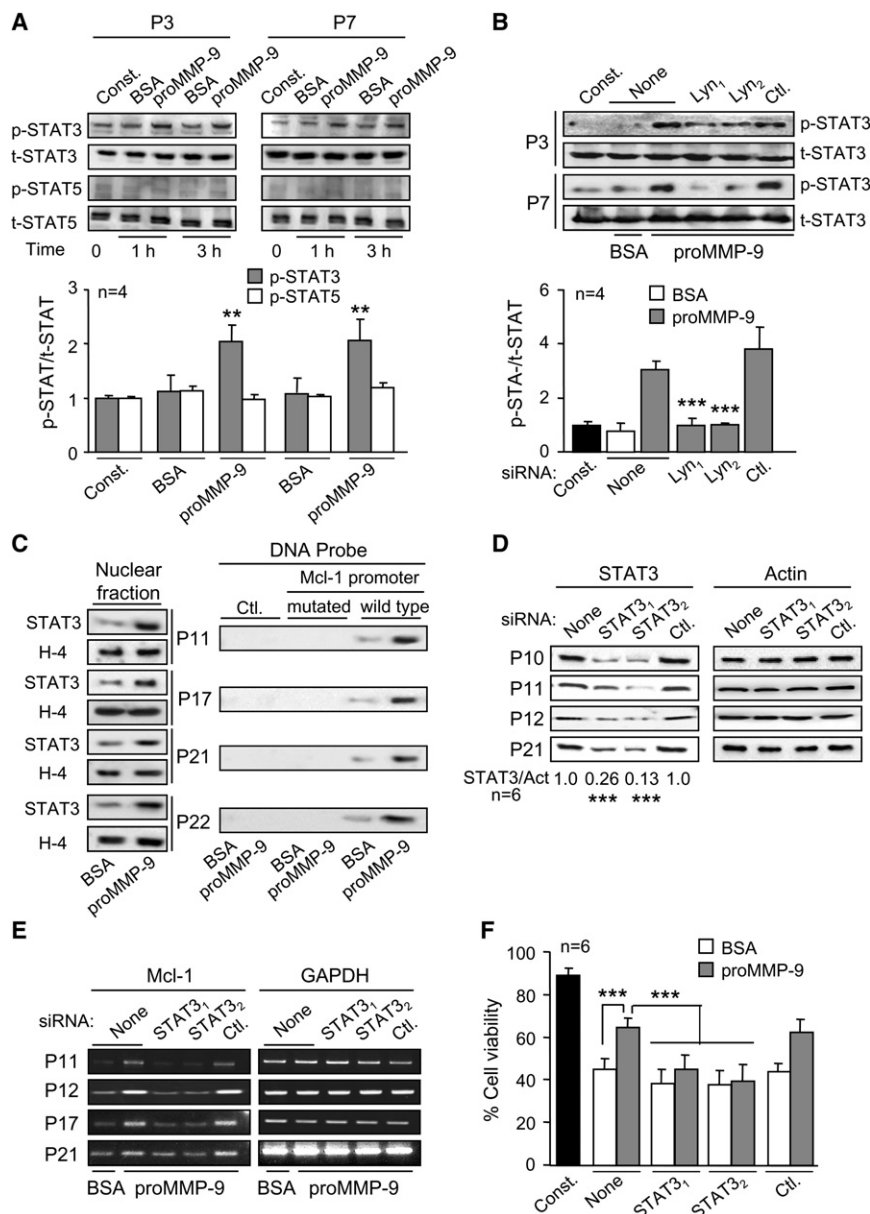 A
P3
P7
Const. BSA proMMP-9 BSA proMMP-9
Const. BSA proMMP-9 BSA proMMP-9
p-STAT3
t-STAT3
p-STAT5
t-STAT5
Time 0 1 h 3 h 0 1 h 3 h
p-STAT/t-STAT
n=4
p-STAT3
p-STAT5
3
2
1
0
** **
Const. BSA proMMP-9 BSA proMMP-9
B
Const. None Lyn1 Lyn2 Ctl.
P3
p-STAT3
t-STAT3
P7
p-STAT3
t-STAT3
BSA proMMP-9
p-STA-/t-STAT
n=4
BSA
proMMP-9
6
4
2
0
*** ***
siRNA:
Const. None Lyn1 Lyn2 Ctl.
C
Nuclear
fraction
DNA Probe
Mcl-1 promoter
Ctl. mutated wild type
STAT3
H-4
P11
STAT3
H-4
P17
STAT3
H-4
P21
STAT3
H-4
P22
BSA proMMP-9 BSA proMMP-9 BSA proMMP-9 BSA proMMP-9
D
STAT3 Actin
siRNA: None STAT31 STAT32 Ctl. None STAT31 STAT32 Ctl.
P10
P11
P12
P21
STAT3/Act 1.0 0.26 0.13 1.0
n=6 *** ***
E
Mcl-1 GAPDH
siRNA: None STAT31 STAT32 Ctl. None STAT31 STAT32 Ctl.
P11
P12
P17
P21
BSA proMMP-9 BSA proMMP-9
F
% Cell viability
n=6
BSA
proMMP-9
100
80
60
40
20
0
*** ***
Const. None STAT31 STAT32 Ctl.